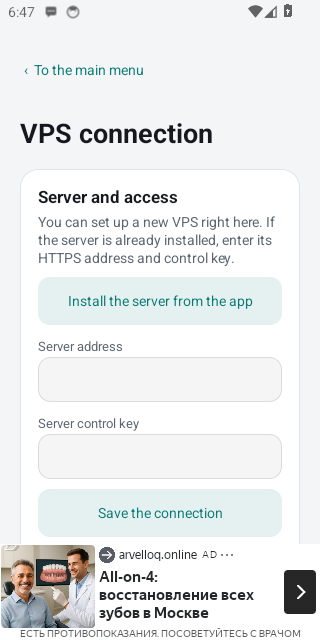 6:47
‹ To the main menu
VPS connection
Server and access
You can set up a new VPS right here. If
the server is already installed, enter its
HTTPS address and control key.
Install the server from the app
Server address
Server control key
Save the connection
arvelloq.online AD ···
All-on-4:
восстановление всех
зубов в Москве
ЕСТЬ ПРОТИВОПОКАЗАНИЯ. ПОСОВЕТУЙТЕСЬ С ВРАЧОМ